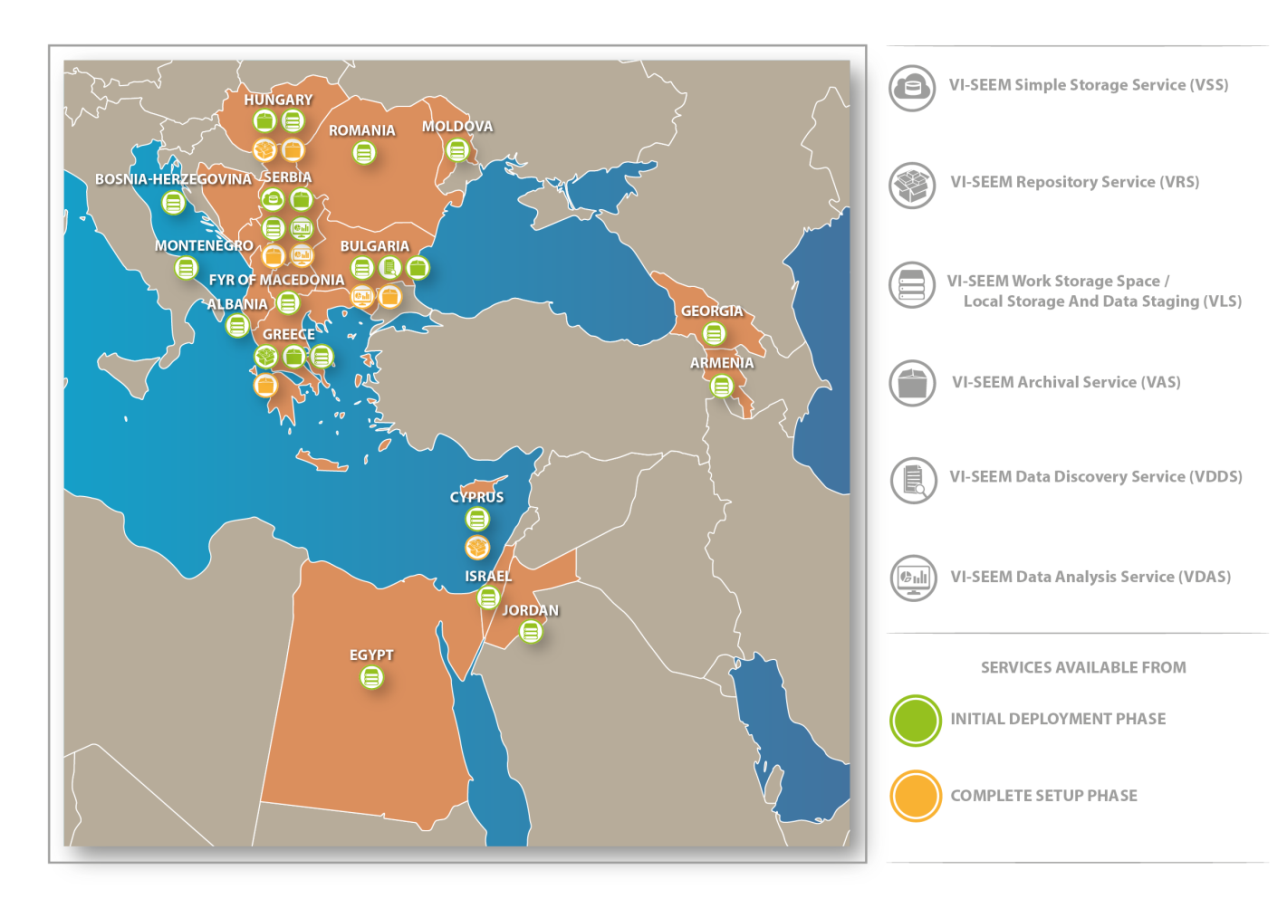 HUNGARY
ROMANIA
MOLDOVA
BOSNIA-HERZEGOVINA
SERBIA
MONTENEGRO
BULGARIA
FYR OF MACEDONIA
ALBANIA
GREECE
GEORGIA
ARMENIA
CYPRUS
ISRAEL
JORDAN
EGYPT
VI-SEEM Simple Storage Service (VSS)
VI-SEEM Repository Service (VRS)
VI-SEEM Work Storage Space /
Local Storage And Data Staging (VLS)
VI-SEEM Archival Service (VAS)
VI-SEEM Data Discovery Service (VDDS)
VI-SEEM Data Analysis Service (VDAS)
SERVICES AVAILABLE FROM
INITIAL DEPLOYMENT PHASE
COMPLETE SETUP PHASE